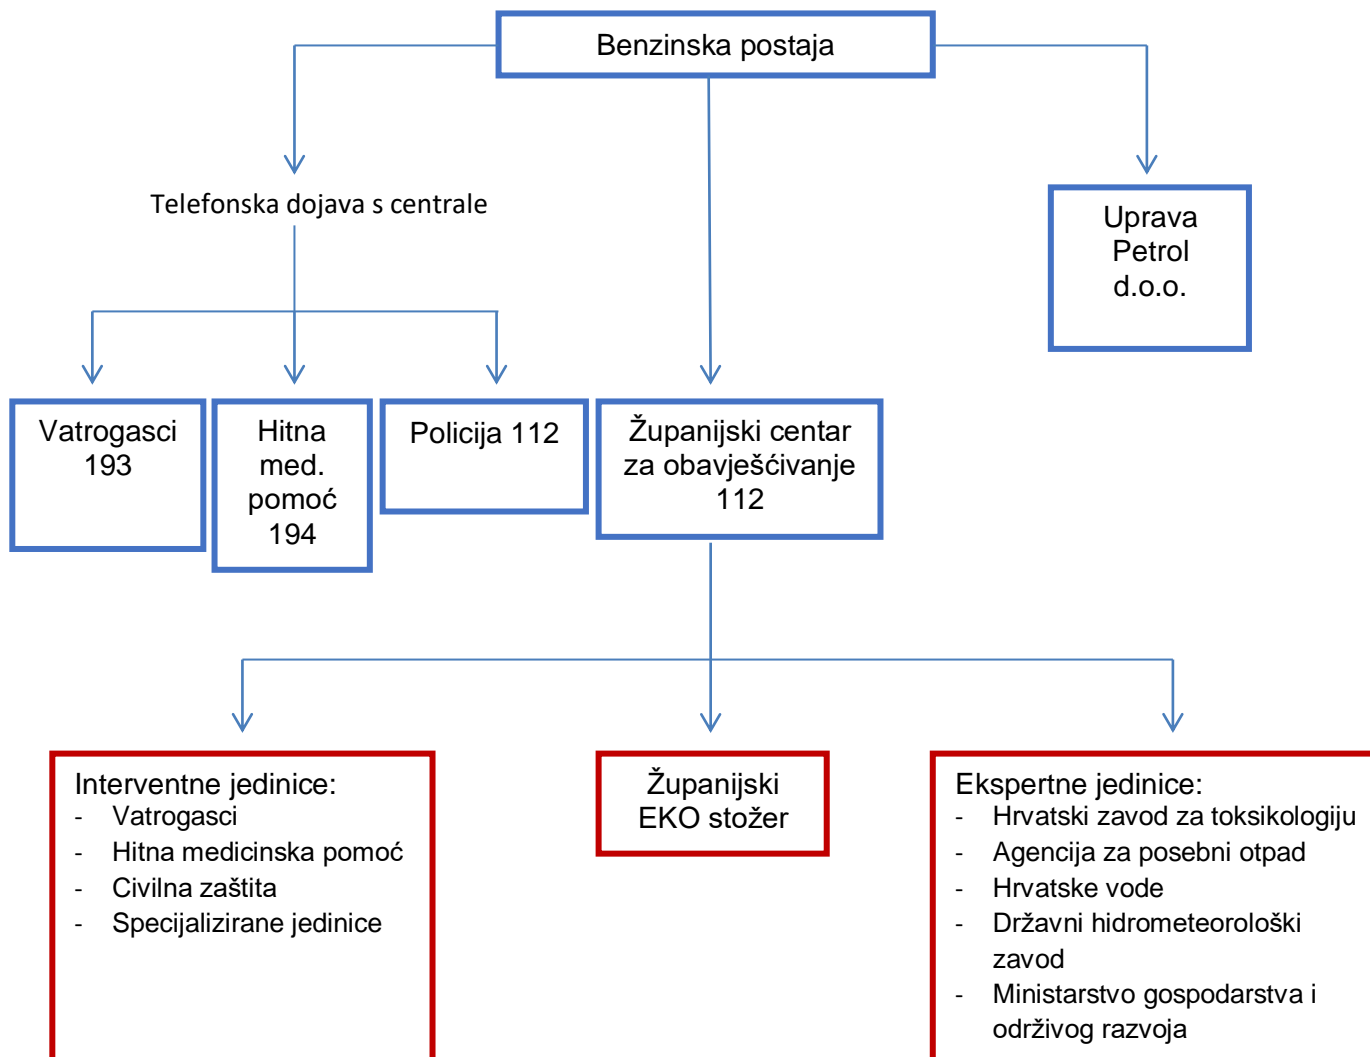 Benzinska postaja
Telefonska dojava s centrale
Uprava
Petrol
d.o.o.
Vatrogasci
193
Hitna
med.
pomoć
194
Policija 112
Županijski centar
za obavješćivanje
112
Interventne jedinice:
- Vatrogasci
- Hitna medicinska pomoć
- Civilna zaštita
- Specijalizirane jedinice
Županijski
EKO stožer
Ekspertne jedinice:
- Hrvatski zavod za toksikologiju
- Agencija za posebni otpad
- Hrvatske vode
- Državni hidrometeorološki
zavod
- Ministarstvo gospodarstva i
održivog razvoja